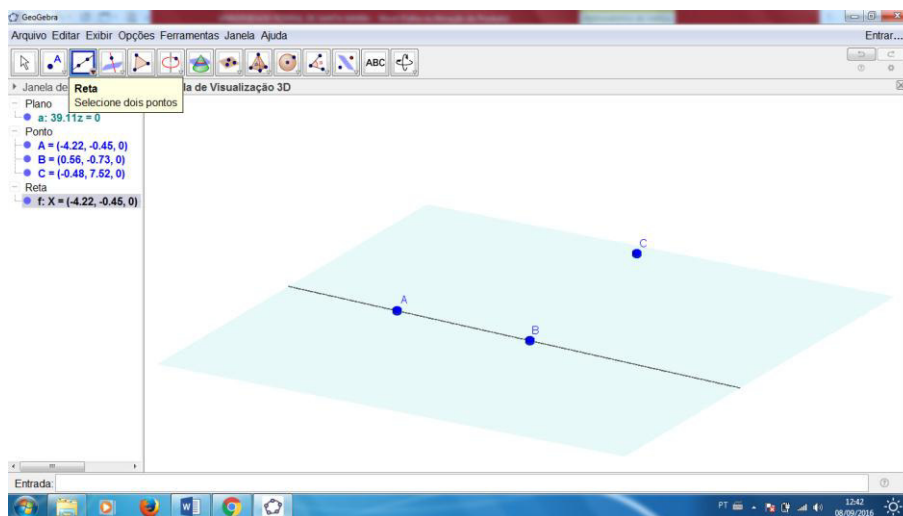 GeoGebra
Arquivo Editar Exibir Opções Ferramentas Janela Ajuda
Entrar...
A
ABC
Janela de
Reta
Selecione dois pontos
la de Visualização 3D
Plano
a: 39.11z = 0
Ponto
A = (-4.22, -0.45, 0)
B = (0.56, -0.73, 0)
C = (-0.48, 7.52, 0)
Reta
f: X = (-4.22, -0.45, 0)
C
A
B
Entrada:
PT
12:42
08/09/2016